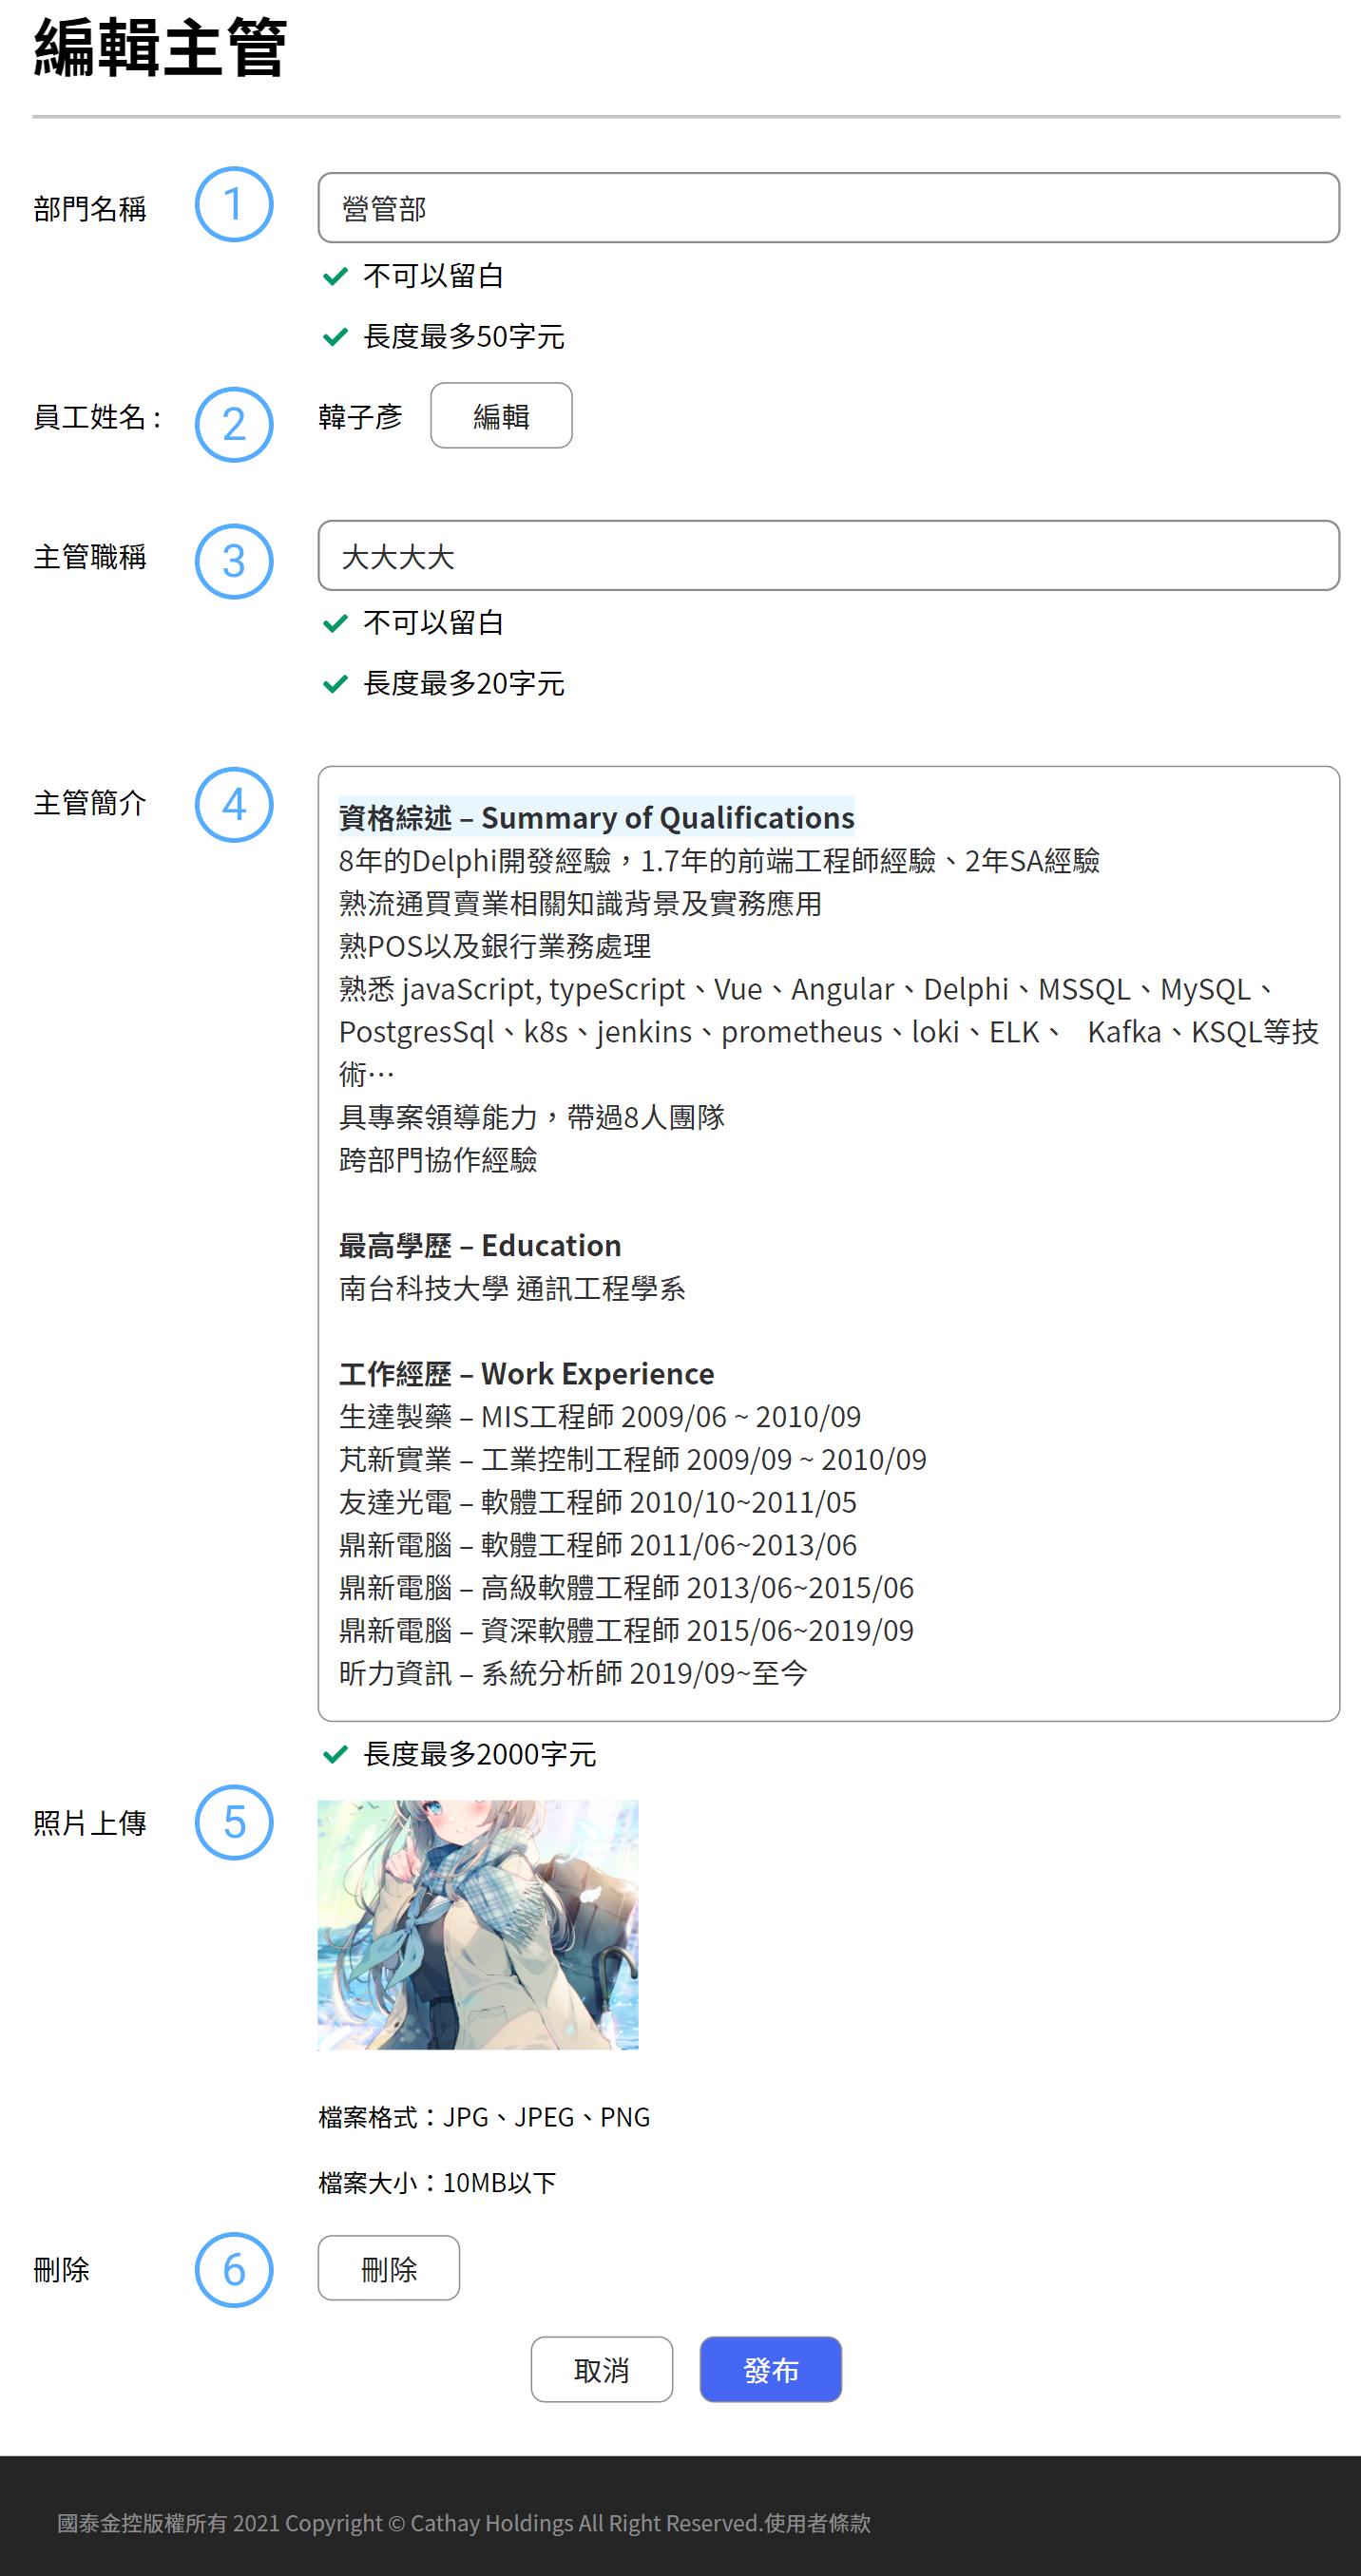 編輯主管
部門名稱
1
營管部
不可以留白
長度最多50字元
員工姓名 :
2
韓子彥
編輯
主管職稱
3
大大大大
不可以留白
長度最多20字元
主管簡介
4
資格綜述 – Summary of Qualifications
8年的Delphi開發經驗，1.7年的前端工程師經驗、2年SA經驗
熟流通買賣業相關知識背景及實務應用
熟POS以及銀行業務處理
熟悉 javaScript, typeScript、Vue、Angular、Delphi、MSSQL、MySQL、
PostgresSql、k8s、jenkins、prometheus、loki、ELK、 Kafka、KSQL等技
術…
具專案領導能力，帶過8人團隊
跨部門協作經驗
最高學歷 – Education
南台科技大學 通訊工程學系
工作經歷 – Work Experience
生達製藥 – MIS工程師 2009/06 ~ 2010/09
芃新實業 – 工業控制工程師 2009/09 ~ 2010/09
友達光電 – 軟體工程師 2010/10~2011/05
鼎新電腦 – 軟體工程師 2011/06~2013/06
鼎新電腦 – 高級軟體工程師 2013/06~2015/06
鼎新電腦 – 資深軟體工程師 2015/06~2019/09
昕力資訊 – 系統分析師 2019/09~至今
長度最多2000字元
照片上傳
5
檔案格式：JPG、JPEG、PNG
檔案大小：10MB以下
刪除
6
刪除
取消
發布
國泰金控版權所有 2021 Copyright © Cathay Holdings All Right Reserved.使用者條款